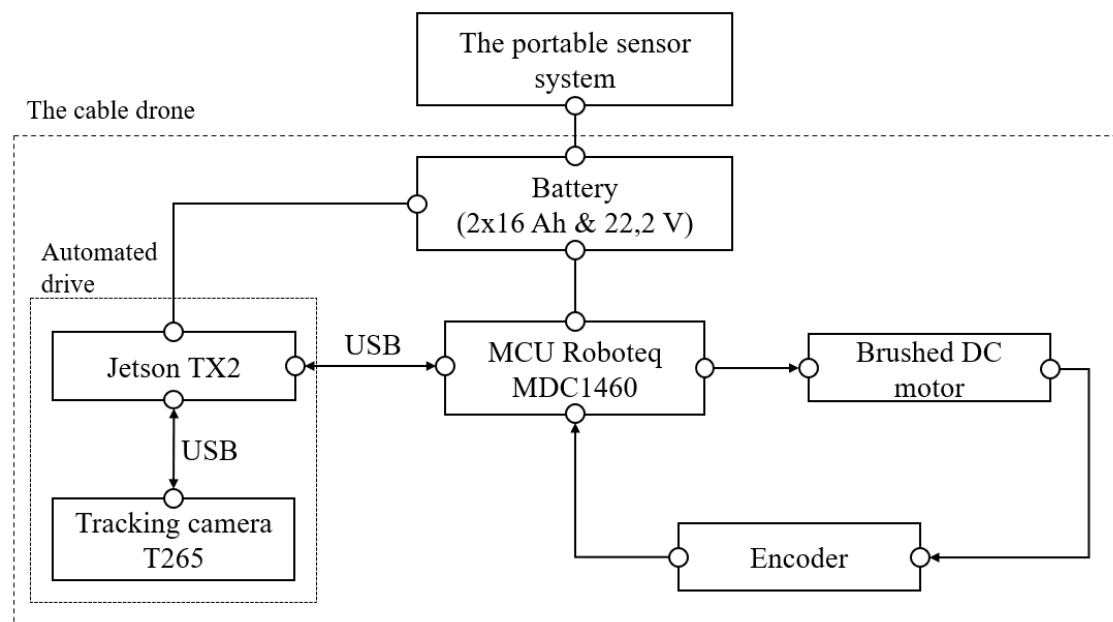 The portable sensor
system
The cable drone
Battery
(2x16 Ah & 22,2 V)
Automated
drive
Jetson TX2
USB
MCU Roboteq
MDC1460
Brushed DC
motor
USB
Tracking camera
T265
Encoder